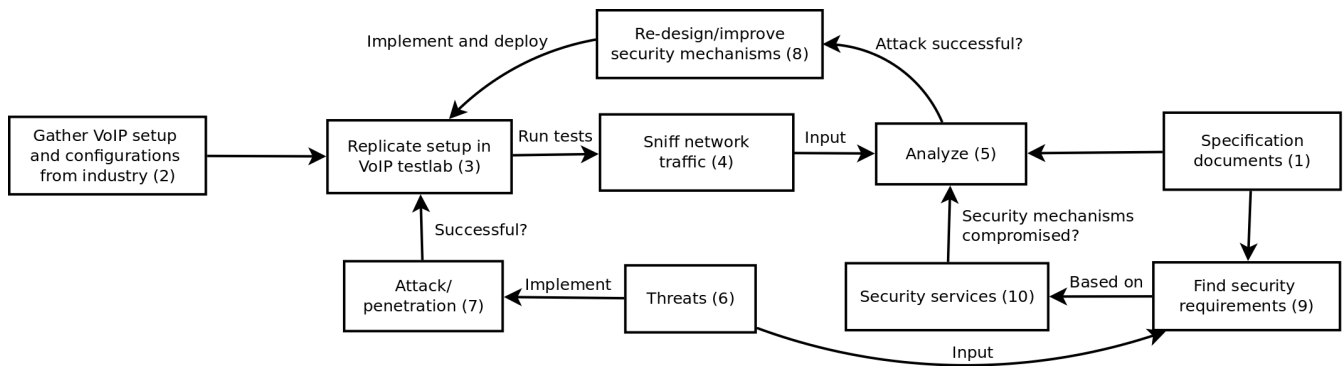 Implement and deploy
Re-design/improve
security mechanisms (8)
Attack successful?
Gather VoIP setup
and configurations
from industry (2)
Replicate setup in
VoIP testlab (3)
Run tests
Sniff network
traffic (4)
Input
Analyze (5)
Specification
documents (1)
Successful?
Security mechanisms
compromised?
Attack/
penetration (7)
Implement
Threats (6)
Security services (10)
Based on
Find security
requirements (9)
Input